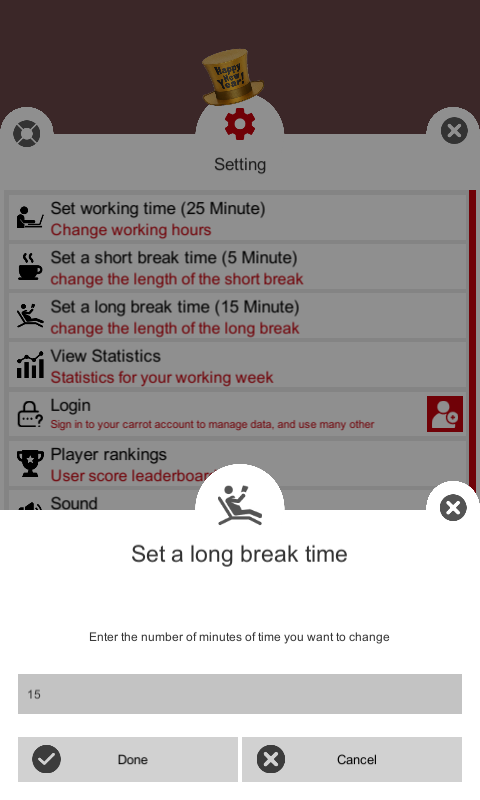 Happy
New
Year!
Setting
Set working time (25 Minute)
Change working hours
Set a short break time (5 Minute)
change the length of the short break
Set a long break time (15 Minute)
change the length of the long break
View Statistics
Statistics for your working week
Login
Sign in to your carrot account to manage data, and use many other
Player rankings
User score leaderboard
Sound
Set a long break time
Enter the number of minutes of time you want to change
15
Done
Cancel